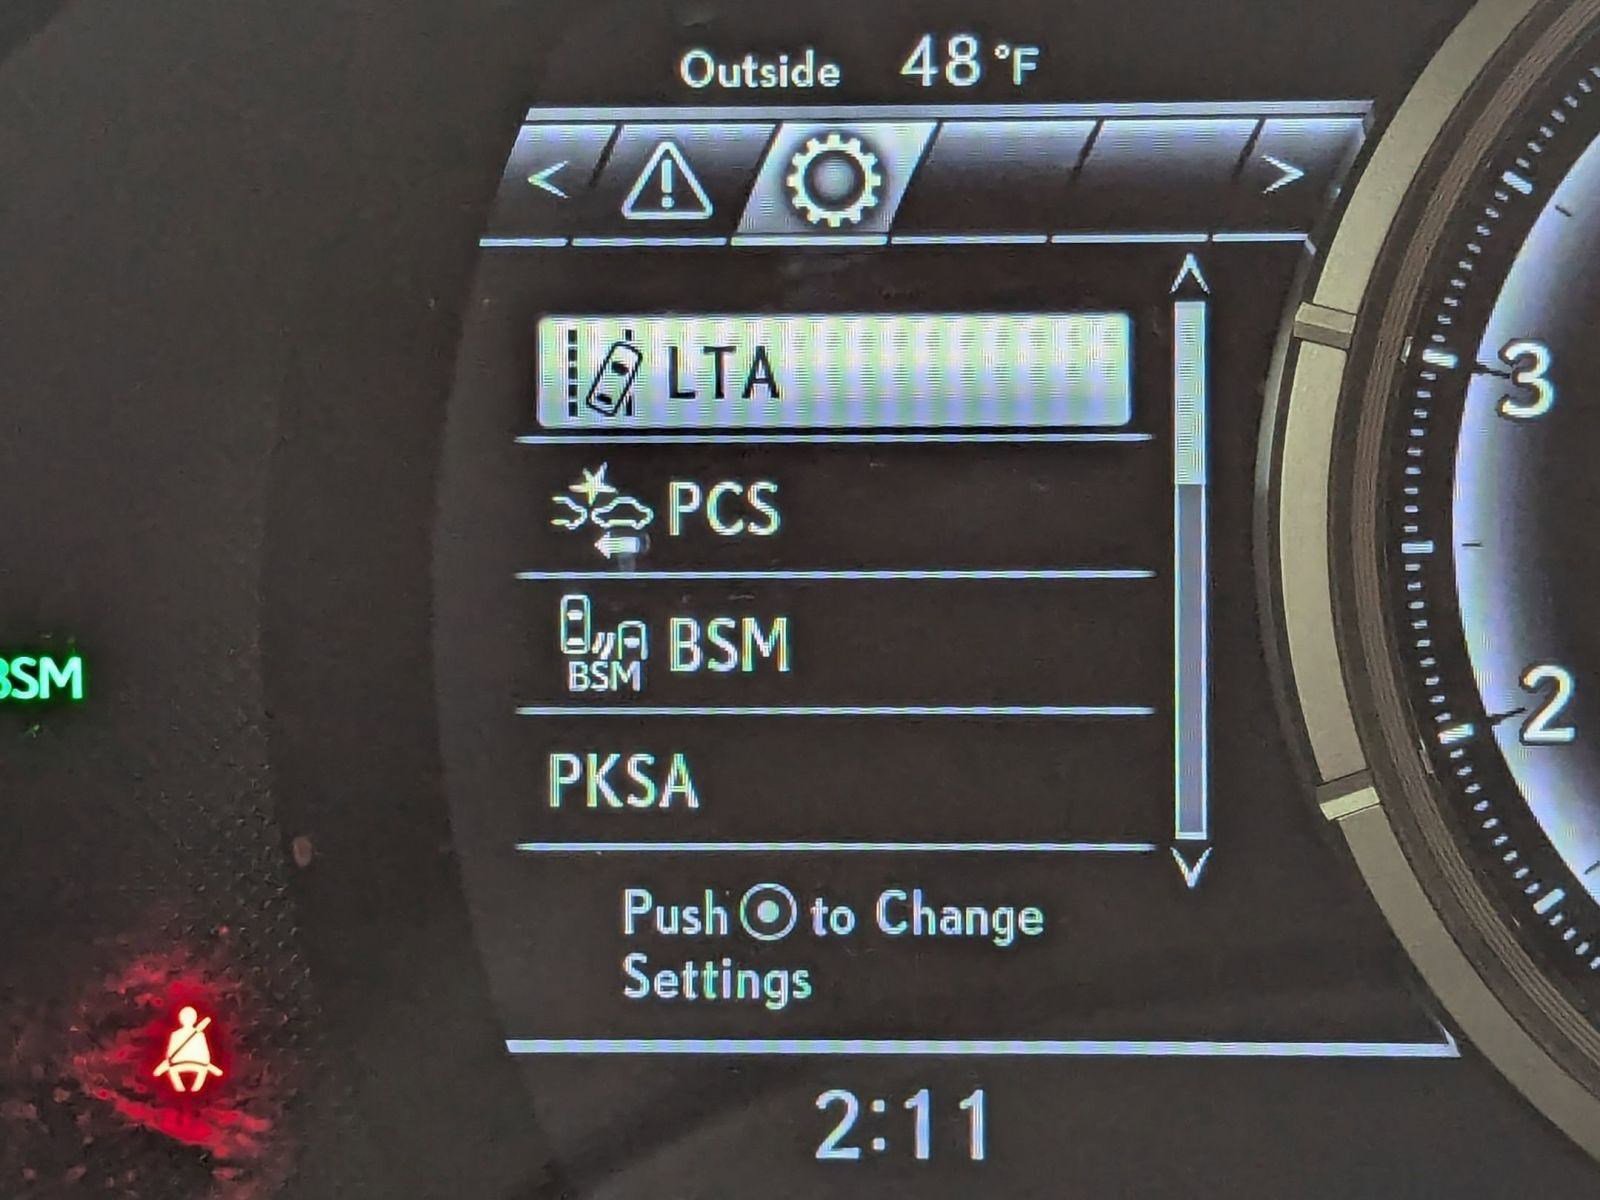 Outside 48°F
< >
LTA
PCS
BSM BSM
PKSA
Push to Change
Settings
2:11
BSM
3
2